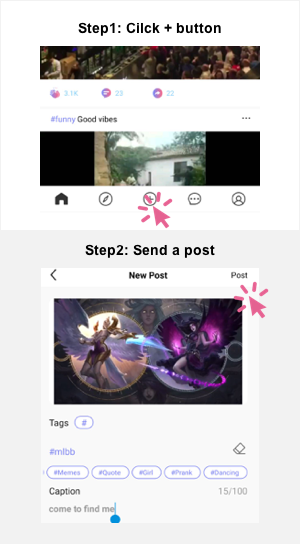 Step1: Cilck + button
3.1K 23 22
#funny Good vibes
Step2: Send a post
New Post Post
Tags #
#mlbb
#Memes #Quote #Girl #Prank #Dancing
Caption 15/100
come to find me